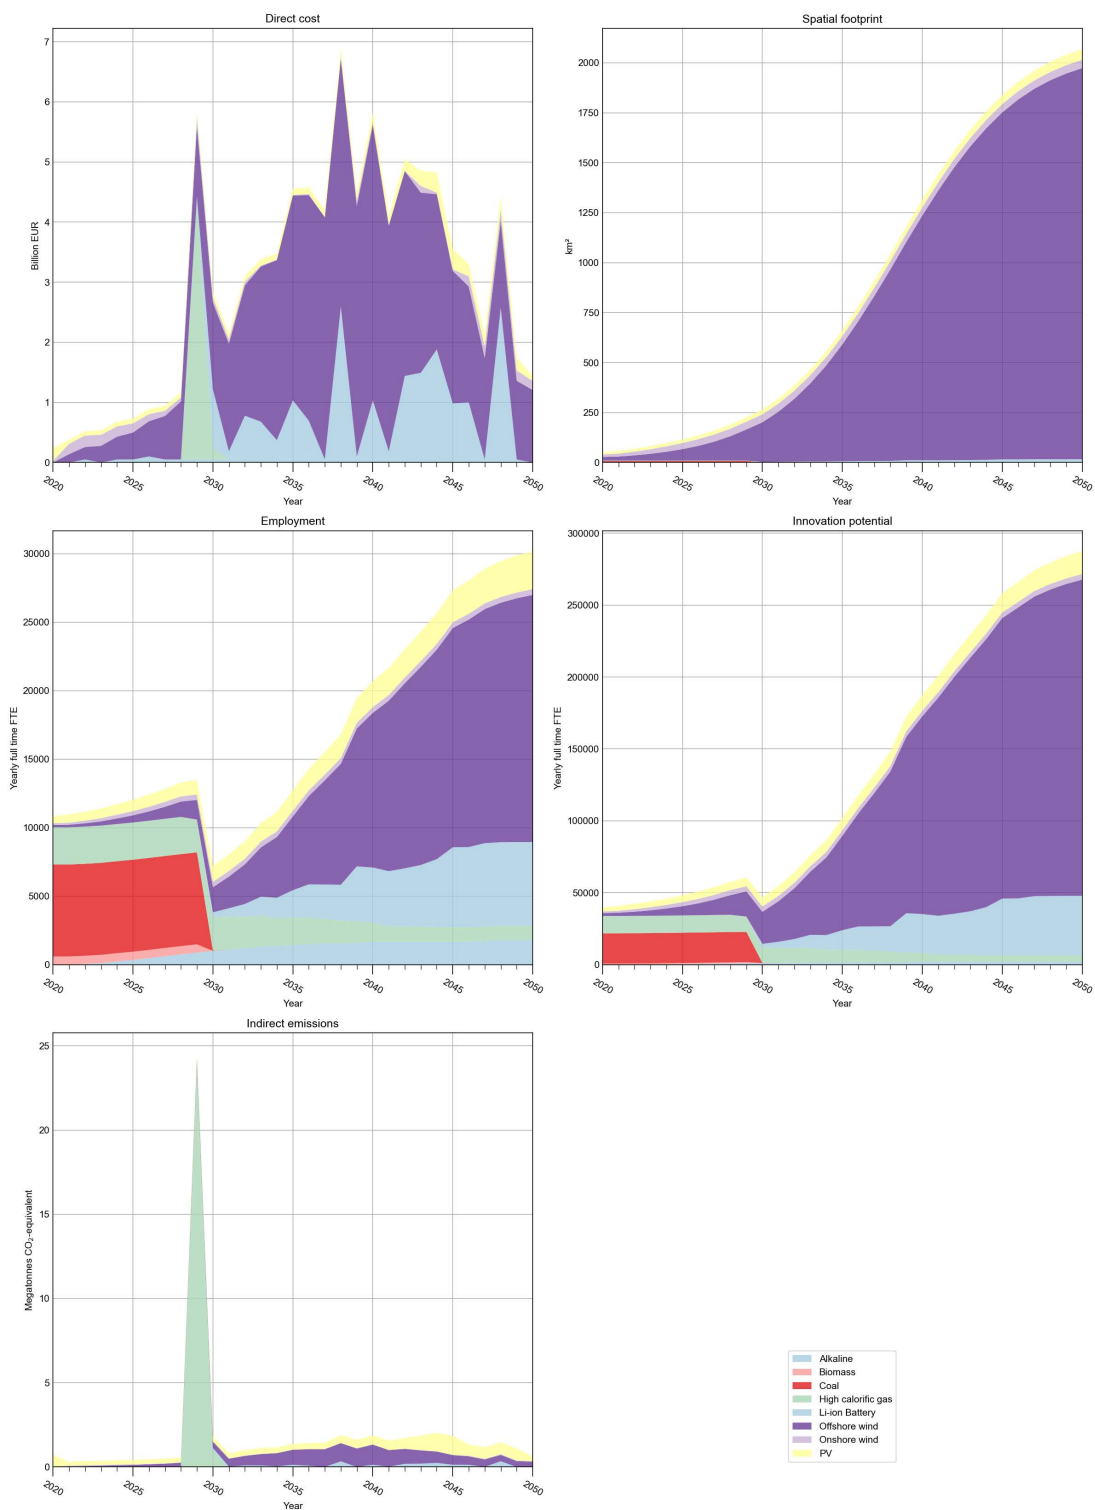 Direct cost
Billion EUR
7
6
5
4
3
2
1
0
2020 2025 2030 2035 2040 2045 2050
Year
Spatial footprint
km²
2000
1750
1500
1250
1000
750
500
250
0
2020 2025 2030 2035 2040 2045 2050
Year
Employment
Yearly full time FTE
30000
25000
20000
15000
10000
5000
0
2020 2025 2030 2035 2040 2045 2050
Year
Innovation potential
Yearly full time FTE
300000
250000
200000
150000
100000
50000
0
2020 2025 2030 2035 2040 2045 2050
Year
Indirect emissions
Megatonnes CO₂-equivalent
25
20
15
10
5
0
2020 2025 2030 2035 2040 2045 2050
Year
Alkaline
Biomass
Coal
High calorific gas
Li-ion Battery
Offshore wind
Onshore wind
PV